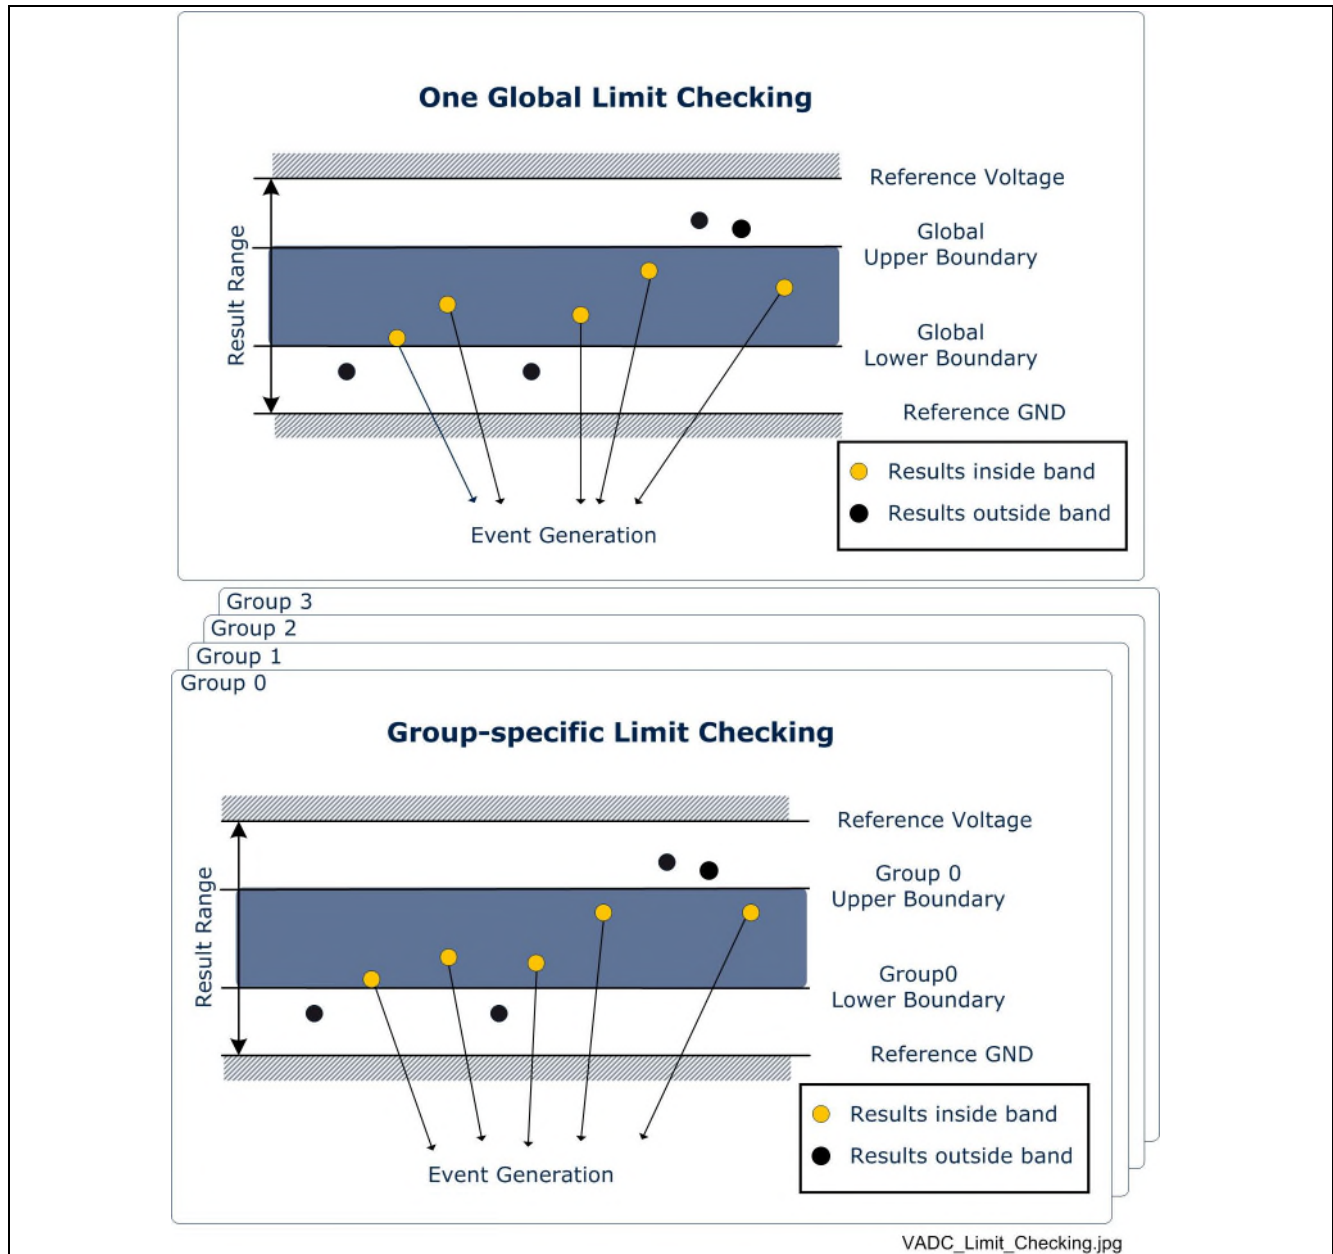 One Global Limit Checking
Reference Voltage
Global
Upper Boundary
Result Range
Global
Lower Boundary
Reference GND
Results inside band
Results outside band
Event Generation
Group 3
Group 2
Group 1
Group 0
Group-specific Limit Checking
Reference Voltage
Group 0
Upper Boundary
Result Range
Group0
Lower Boundary
Reference GND
Results inside band
Results outside band
Event Generation
VADC_Limit_Checking.jpg